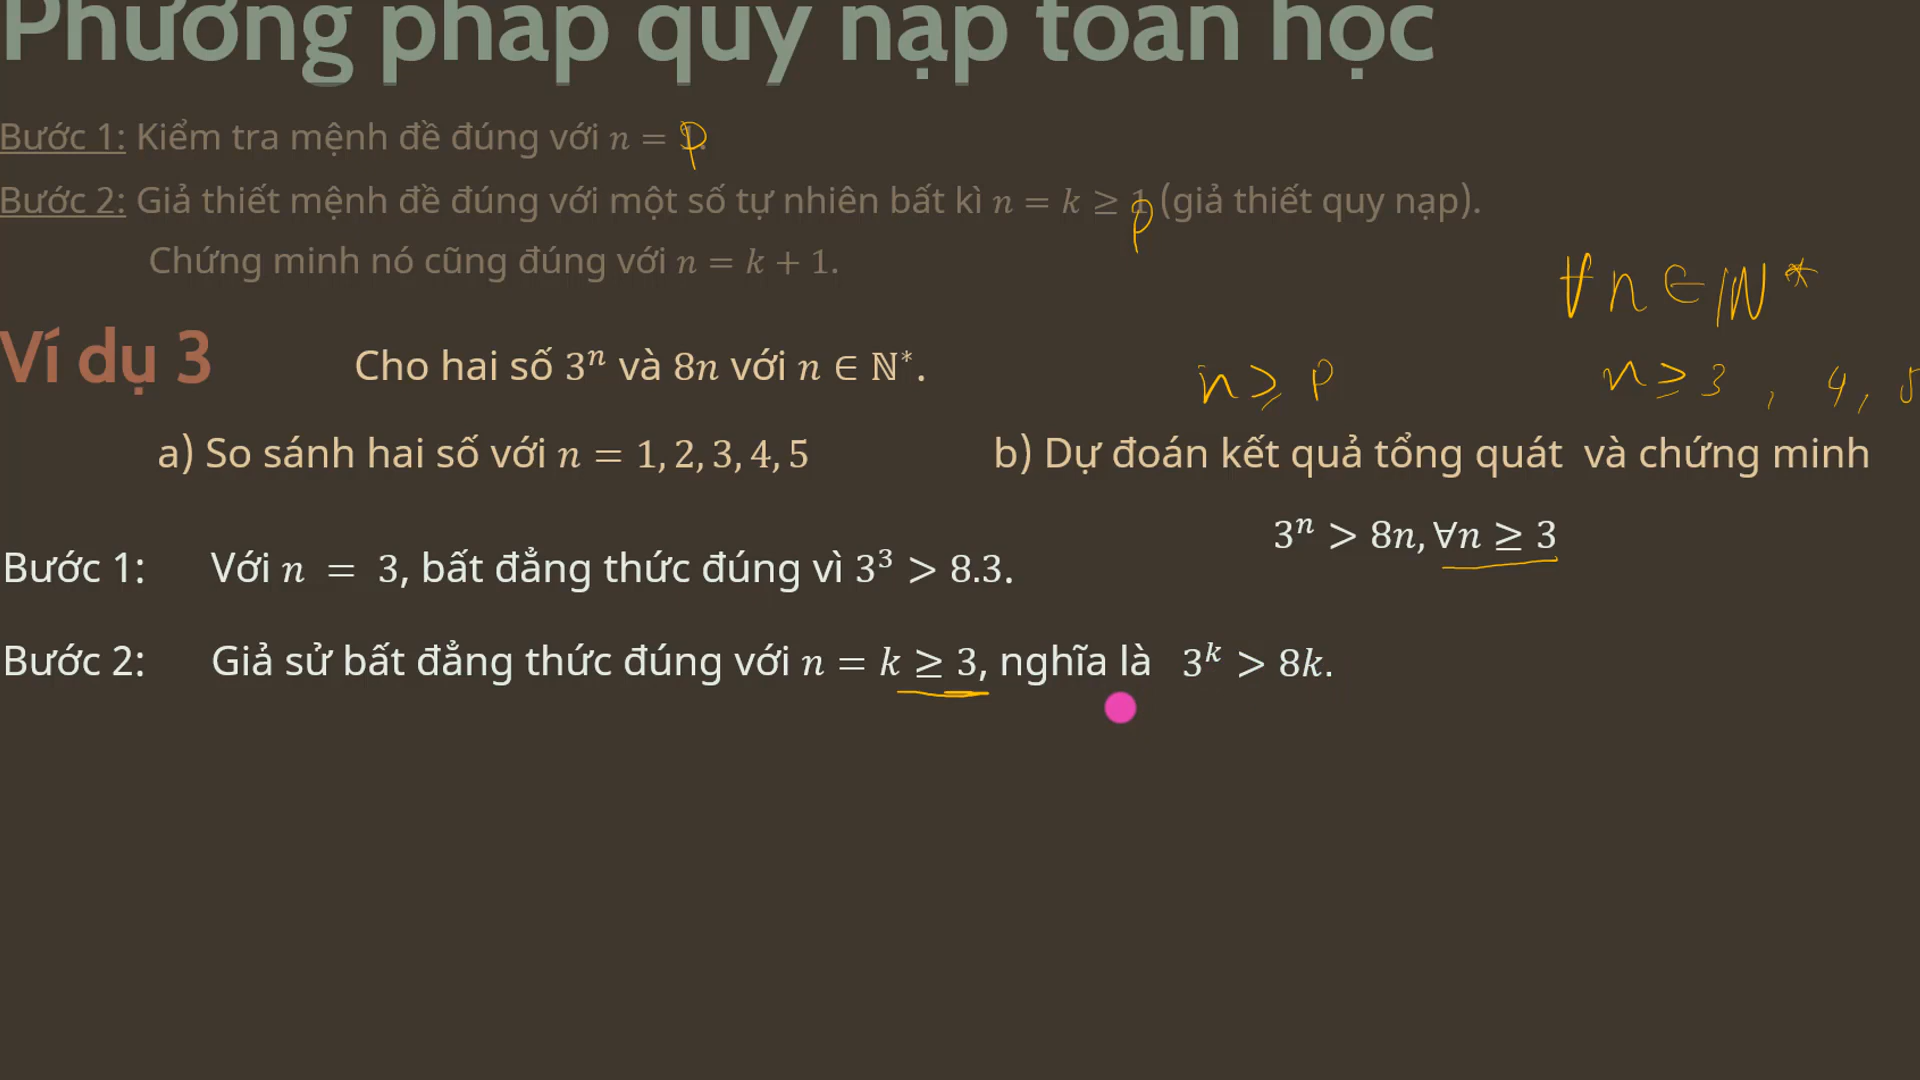 Phương pháp quy nạp toán học
Bước 1: Kiểm tra mệnh đề đúng với n = 1. p
Bước 2: Giả thiết mệnh đề đúng với một số tự nhiên bất kì n = k ≥ 1 (giả thiết quy nạp).
p
Chứng minh nó cũng đúng với n = k + 1.
∀ n ∈ ℕ *
Ví dụ 3 Cho hai số 3ⁿ và 8n với n ∈ ℕ*.
n ≥ p n ≥ 3 , 4, 5
a) So sánh hai số với n = 1, 2, 3, 4, 5 b) Dự đoán kết quả tổng quát và chứng minh
3ⁿ > 8n, ∀n ≥ 3
Bước 1: Với n = 3, bất đẳng thức đúng vì 3³ > 8.3.
Bước 2: Giả sử bất đẳng thức đúng với n = k ≥ 3, nghĩa là 3ᵏ > 8k.